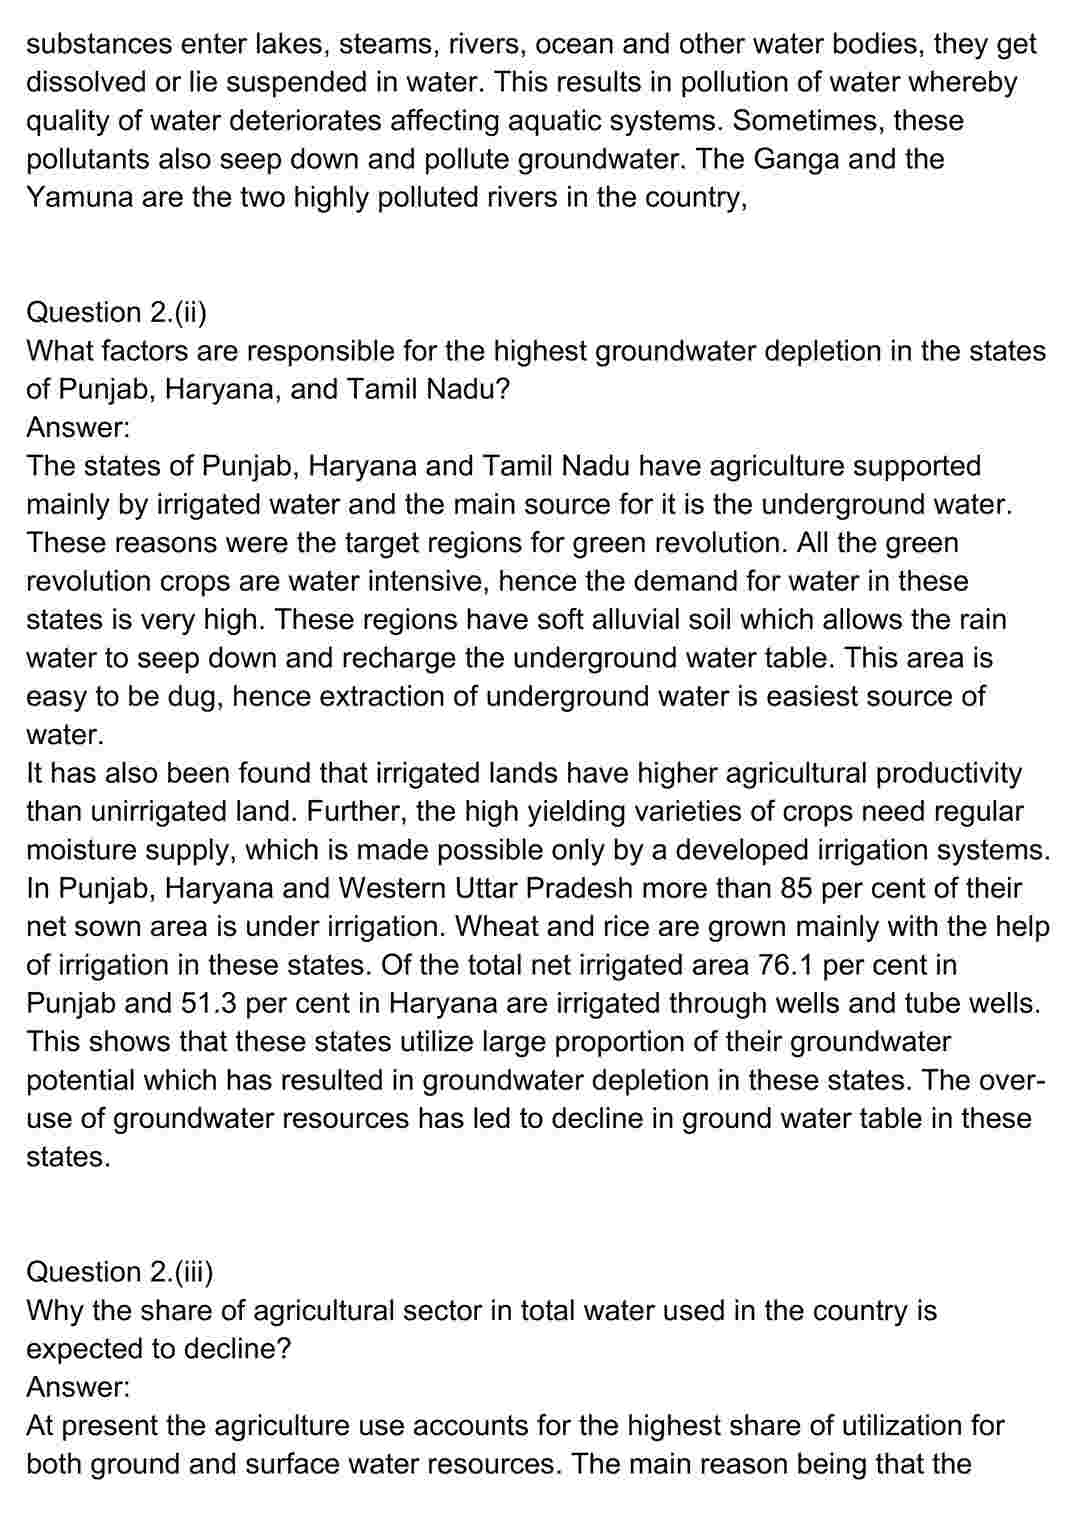 substances enter lakes, steams, rivers, ocean and other water bodies, they get
dissolved or lie suspended in water. This results in pollution of water whereby
quality of water deteriorates affecting aquatic systems. Sometimes, these
pollutants also seep down and pollute groundwater. The Ganga and the
Yamuna are the two highly polluted rivers in the country,
Question 2.(ii)
What factors are responsible for the highest groundwater depletion in the states
of Punjab, Haryana, and Tamil Nadu?
Answer:
The states of Punjab, Haryana and Tamil Nadu have agriculture supported
mainly by irrigated water and the main source for it is the underground water.
These reasons were the target regions for green revolution. All the green
revolution crops are water intensive, hence the demand for water in these
states is very high. These regions have soft alluvial soil which allows the rain
water to seep down and recharge the underground water table. This area is
easy to be dug, hence extraction of underground water is easiest source of
water.
It has also been found that irrigated lands have higher agricultural productivity
than unirrigated land. Further, the high yielding varieties of crops need regular
moisture supply, which is made possible only by a developed irrigation systems.
In Punjab, Haryana and Western Uttar Pradesh more than 85 per cent of their
net sown area is under irrigation. Wheat and rice are grown mainly with the help
of irrigation in these states. Of the total net irrigated area 76.1 per cent in
Punjab and 51.3 per cent in Haryana are irrigated through wells and tube wells.
This shows that these states utilize large proportion of their groundwater
potential which has resulted in groundwater depletion in these states. The over-
use of groundwater resources has led to decline in ground water table in these
states.
Question 2.(iii)
Why the share of agricultural sector in total water used in the country is
expected to decline?
Answer:
At present the agriculture use accounts for the highest share of utilization for
both ground and surface water resources. The main reason being that the